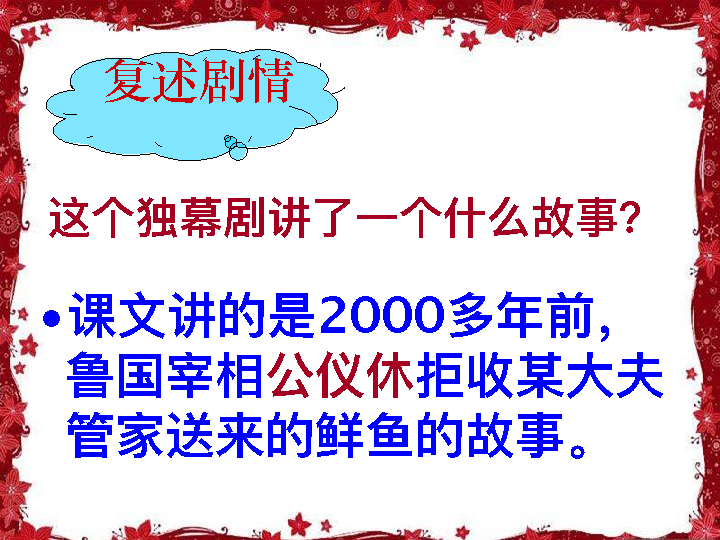 复述剧情
这个独幕剧讲了一个什么故事?
•课文讲的是2000多年前,
鲁国宰相公仪休拒收某大夫
管家送来的鲜鱼的故事。